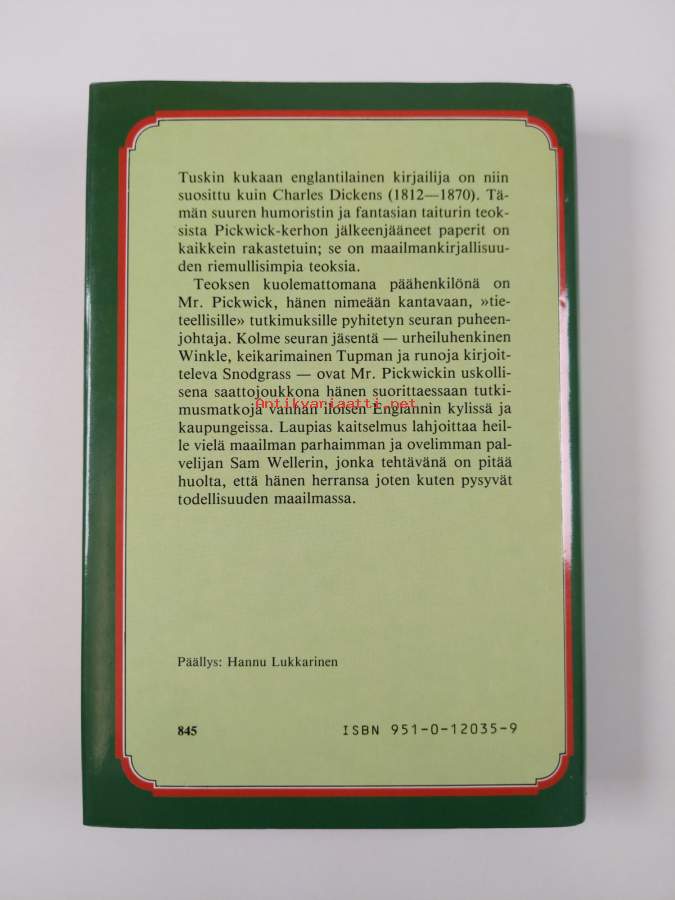 Tuskin kukaan englantilainen kirjailija on niin
suosittu kuin Charles Dickens (1812—1870). Tä-
män suuren humoristin ja fantasian taiturin teok-
sista Pickwick-kerhon jälkeenjääneet paperit on
kaikkein rakastetuin; se on maailmankirjallisuu-
den riemullisimpia teoksia.
Teoksen kuolemattomana päähenkilönä on
Mr. Pickwick, hänen nimeään kantavaan, »tie-
teellisille» tutkimuksille pyhitetyn seuran puheen-
johtaja. Kolme seuran jäsentä — urheiluhenkinen
Winkle, keikarimainen Tupman ja runoja kirjoit-
televa Snodgrass — ovat Mr. Pickwickin uskolli-
sena saattojoukkona hänen suorittaessaan tutki-
musmatkoja vanhan iloisen Englannin kylissä ja
Antikvariaatti.net
kaupungeissa. Laupias kaitselmus lahjoittaa heil-
le vielä maailman parhaimman ja ovelimman pal-
velijan Sam Wellerin, jonka tehtävänä on pitää
huolta, että hänen herransa joten kuten pysyvät
todellisuuden maailmassa.
Päällys: Hannu Lukkarinen
845 ISBN 951-0-12035-9